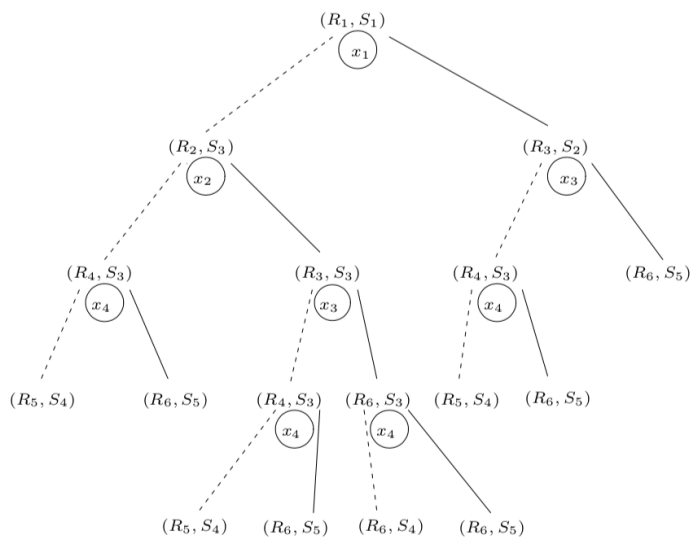 (R₁, S₁)
x₁
(R₂, S₃) (R₃, S₂)
x₂ x₃
(R₄, S₃) (R₃, S₃) (R₄, S₃) (R₆, S₅)
x₄ x₃ x₄
(R₅, S₄) (R₆, S₅) (R₄, S₃) (R₆, S₃) (R₅, S₄) (R₆, S₅)
x₄ x₄
(R₅, S₄) (R₆, S₅) (R₆, S₄) (R₆, S₅)